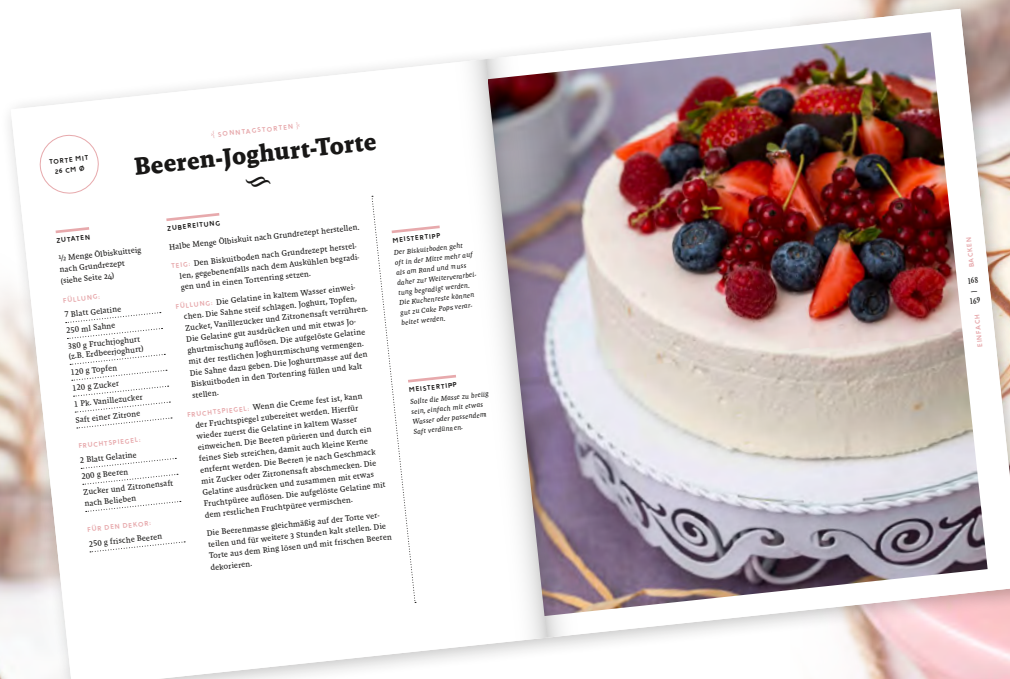 TORTE MIT
26 CM Ø
{ SONNTAGSTORTEN }
Beeren-Joghurt-Torte
ZUTATEN
½ Menge Ölbiskuitteig
nach Grundrezept
(siehe Seite 24)
FÜLLUNG:
7 Blatt Gelatine
250 ml Sahne
380 g Fruchtjoghurt
(z.B. Erdbeerjoghurt)
120 g Topfen
120 g Zucker
1 Pk. Vanillezucker
Saft einer Zitrone
FRUCHTSPIEGEL:
2 Blatt Gelatine
200 g Beeren
Zucker und Zitronensaft
nach Belieben
FÜR DEN DEKOR:
250 g frische Beeren
ZUBEREITUNG
Halbe Menge Ölbiskuit nach Grundrezept herstellen.
TEIG: Den Biskuitboden nach Grundrezept herstel-
len, gegebenenfalls nach dem Auskühlen begradi-
gen und in einen Tortenring setzen.
FÜLLUNG: Die Gelatine in kaltem Wasser einwei-
chen. Die Sahne steif schlagen. Joghurt, Topfen,
Zucker, Vanillezucker und Zitronensaft verrühren.
Die Gelatine gut ausdrücken und mit etwas Jo-
ghurtmischung auflösen. Die aufgelöste Gelatine
mit der restlichen Joghurtmischung vermengen.
Die Sahne dazu geben. Die Joghurtmasse auf den
Biskuitboden in den Tortenring füllen und kalt
stellen.
FRUCHTSPIEGEL: Wenn die Creme fest ist, kann
der Fruchtspiegel zubereitet werden. Hierfür
wieder zuerst die Gelatine in kaltem Wasser
einweichen. Die Beeren pürieren und durch ein
feines Sieb streichen, damit auch kleine Kerne
entfernt werden. Die Beeren je nach Geschmack
mit Zucker oder Zitronensaft abschmecken. Die
Gelatine ausdrücken und zusammen mit etwas
Fruchtpüree auflösen. Die aufgelöste Gelatine mit
dem restlichen Fruchtpüree vermischen.
Die Beerenmasse gleichmäßig auf der Torte ver-
teilen und für weitere 3 Stunden kalt stellen. Die
Torte aus dem Ring lösen und mit frischen Beeren
dekorieren.
MEISTERTIPP
Der Biskuitboden geht
oft in der Mitte mehr auf
als am Rand und muss
daher zur Weiterverarbei-
tung begradigt werden.
Die Kuchenreste können
gut zu Cake Pops verar-
beitet werden.
MEISTERTIPP
Sollte die Masse zu breiig
sein, einfach mit etwas
Wasser oder passendem
Saft verdünnen.
BACKEN
168
—
169
EINFACH